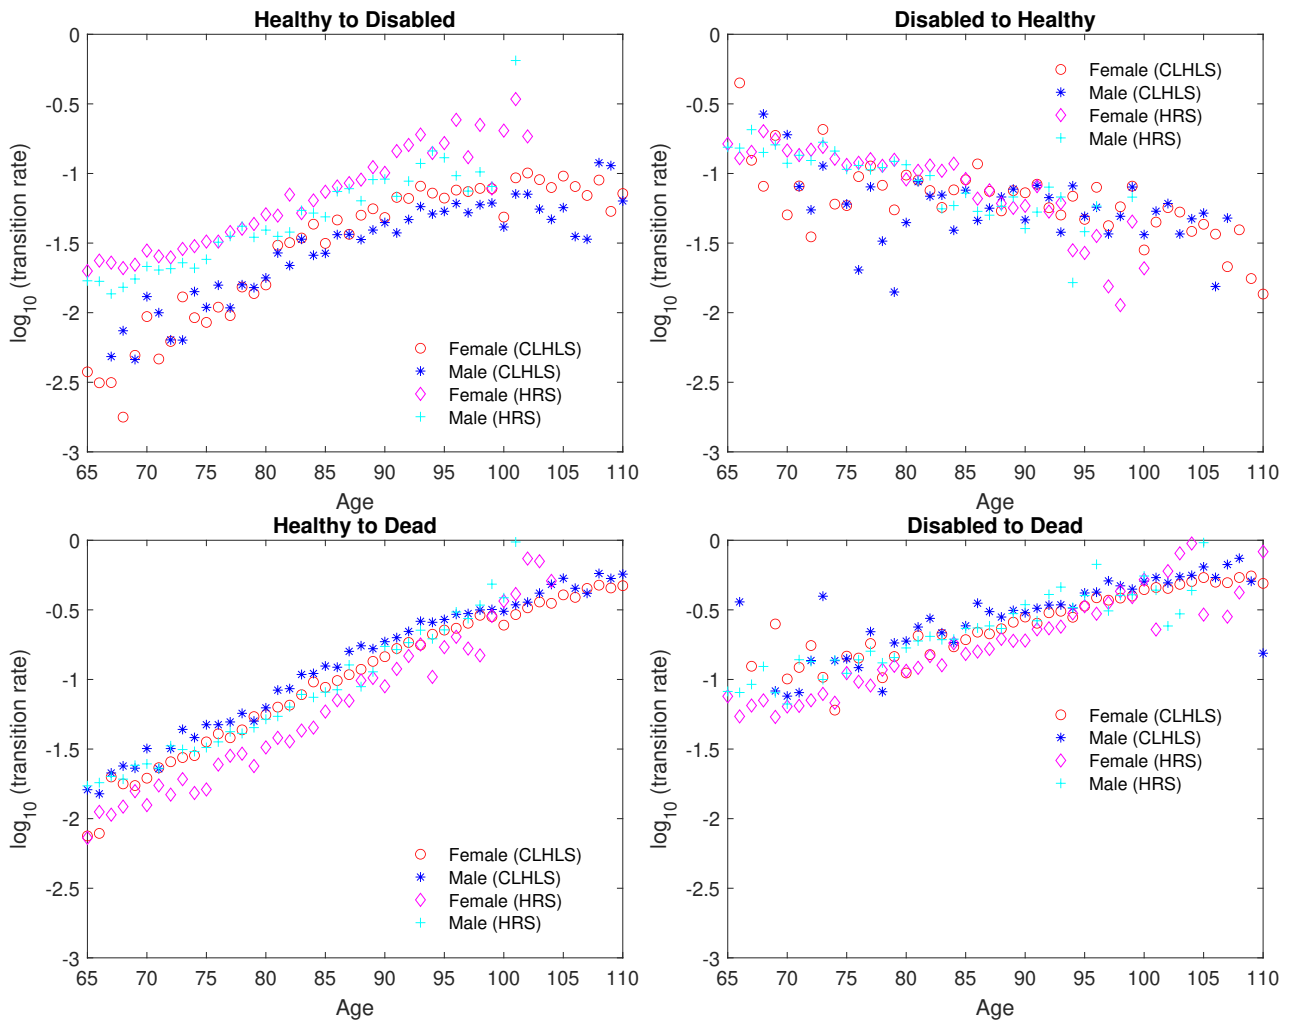 Healthy to Disabled
0
-0.5
-1
-1.5
-2
-2.5
-3
log10 (transition rate)
65 70 75 80 85 90 95 100 105 110
Age
Female (CLHLS)
Male (CLHLS)
Female (HRS)
Male (HRS)
Disabled to Healthy
0
-0.5
-1
-1.5
-2
-2.5
-3
log10 (transition rate)
65 70 75 80 85 90 95 100 105 110
Age
Female (CLHLS)
Male (CLHLS)
Female (HRS)
Male (HRS)
Healthy to Dead
0
-0.5
-1
-1.5
-2
-2.5
-3
log10 (transition rate)
65 70 75 80 85 90 95 100 105 110
Age
Female (CLHLS)
Male (CLHLS)
Female (HRS)
Male (HRS)
Disabled to Dead
0
-0.5
-1
-1.5
-2
-2.5
-3
log10 (transition rate)
65 70 75 80 85 90 95 100 105 110
Age
Female (CLHLS)
Male (CLHLS)
Female (HRS)
Male (HRS)